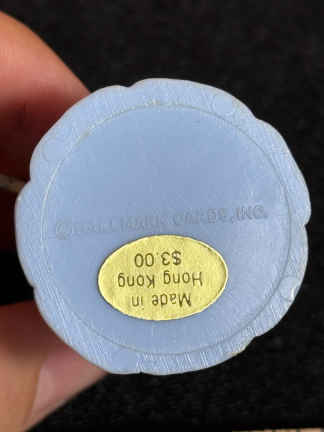 © HALLMARK CARDS, INC.
Made in
Hong Kong
$3.00